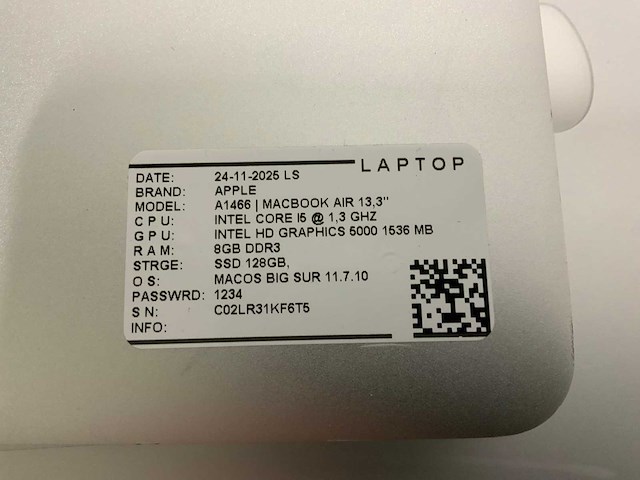 LAPTOP
DATE: 24-11-2025 LS
BRAND: APPLE
MODEL: A1466 | MACBOOK AIR 13,3"
CPU: INTEL CORE I5 @ 1,3 GHZ
GPU: INTEL HD GRAPHICS 5000 1536 MB
RAM: 8GB DDR3
STRGE: SSD 128GB,
OS: MACOS BIG SUR 11.7.10
PASSWRD: 1234
SN: C02LR31KF6T5
INFO: